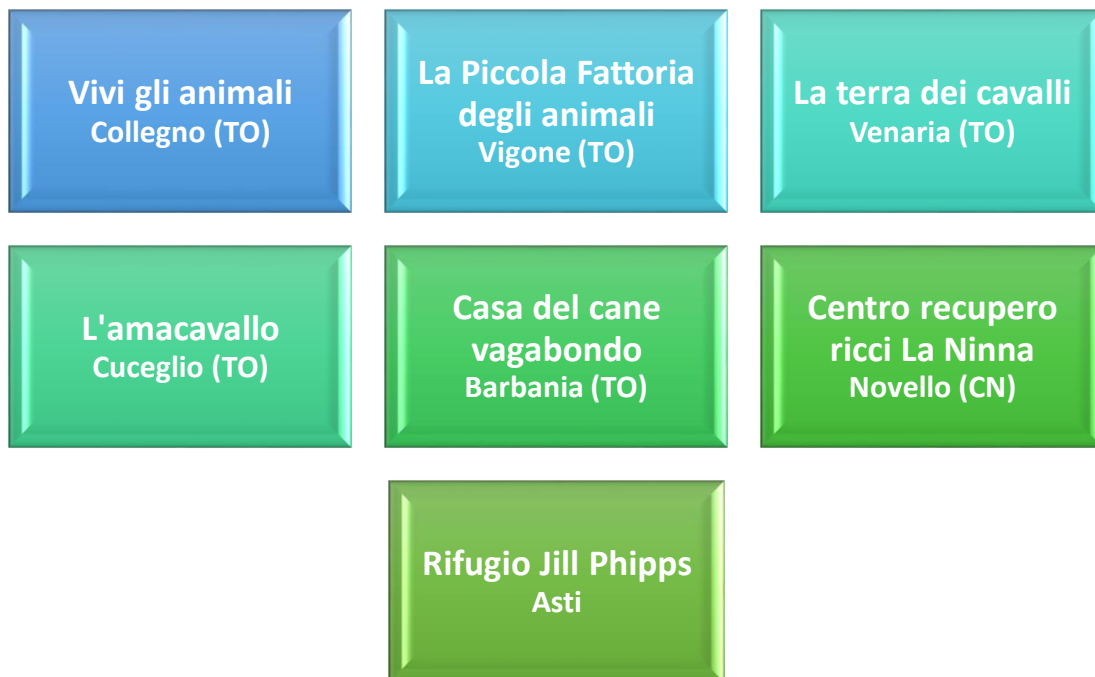 Vivi gli animali
Collegno (TO)
La Piccola Fattoria
degli animali
Vigone (TO)
La terra dei cavalli
Venaria (TO)
L'amacavallo
Cuceglio (TO)
Casa del cane
vagabondo
Barbania (TO)
Centro recupero
ricci La Ninna
Novello (CN)
Rifugio Jill Phipps
Asti